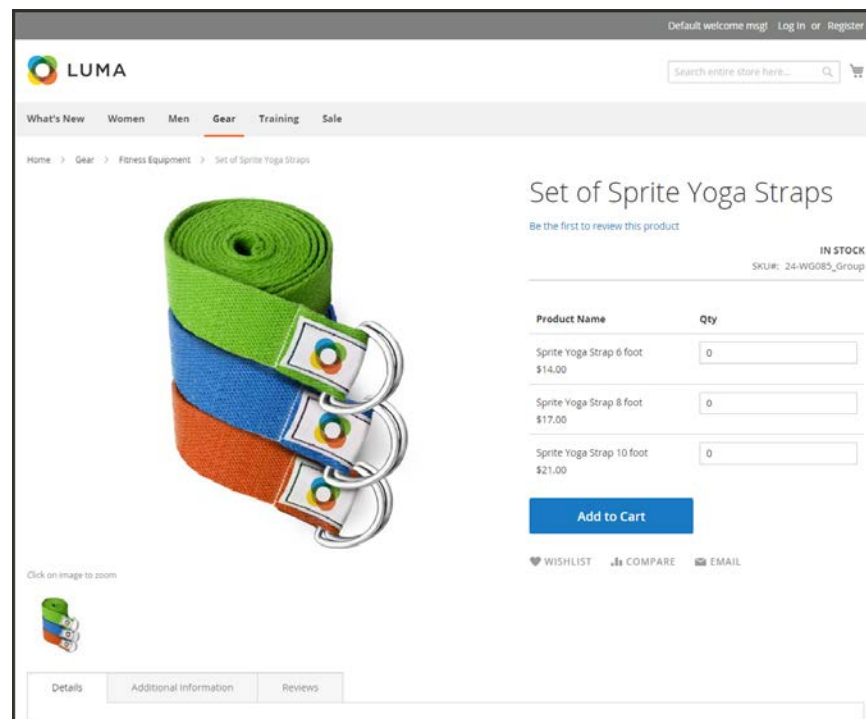 Default welcome msg! Log In or Register
LUMA
Search entire store here...
What's New Women Men Gear Training Sale
Home > Gear > Fitness Equipment > Set of Sprite Yoga Straps
Set of Sprite Yoga Straps
Be the first to review this product
IN STOCK
SKU#: 24-WG085_Group
Product Name Qty
Sprite Yoga Strap 6 foot 0
$14.00
Sprite Yoga Strap 8 foot 0
$17.00
Sprite Yoga Strap 10 foot 0
$21.00
Add to Cart
WISHLIST COMPARE EMAIL
Click on image to zoom
Details Additional Information Reviews